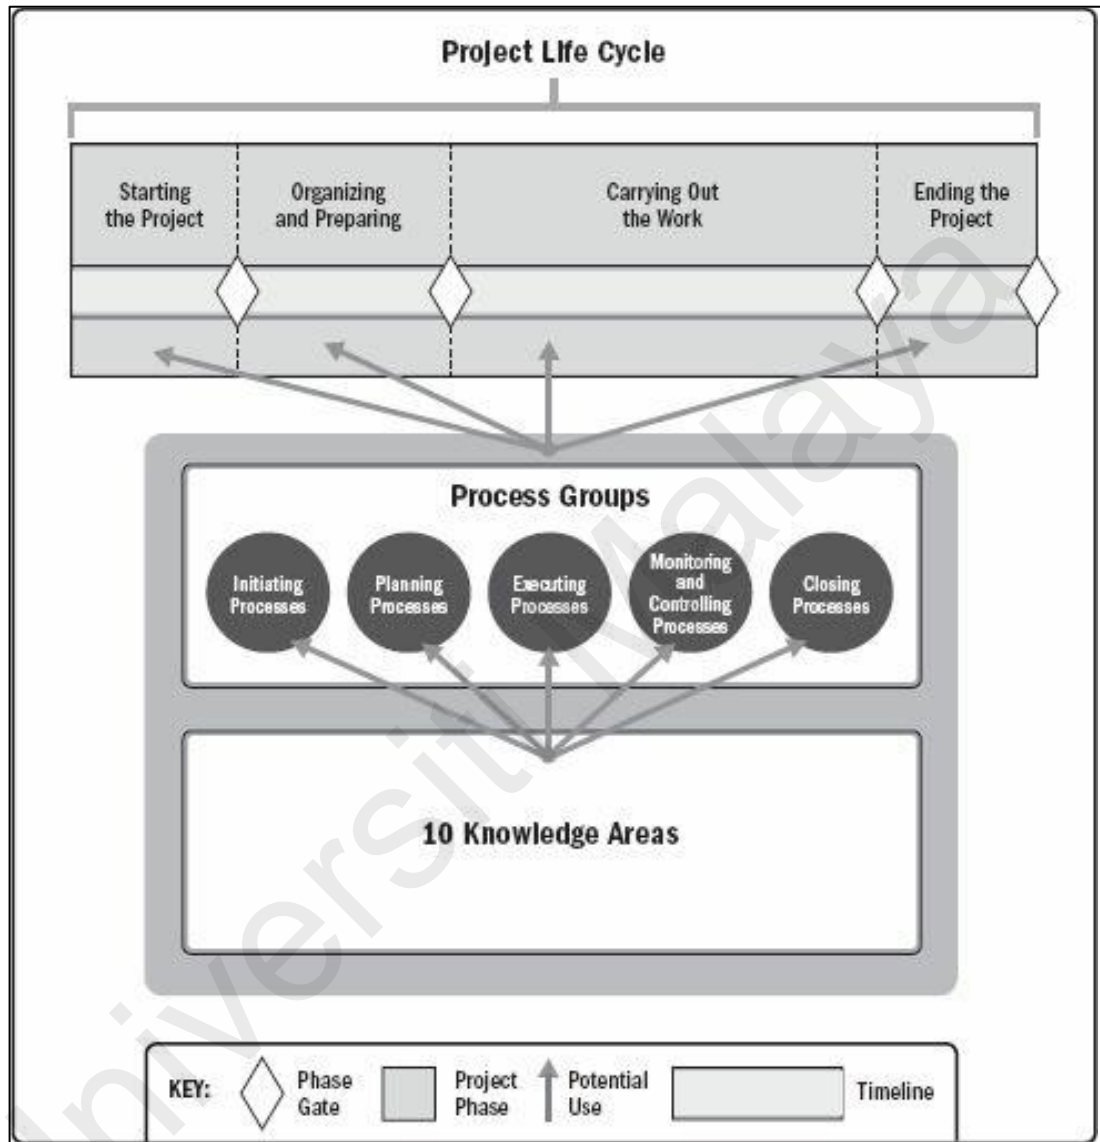 Project Life Cycle
Starting
the Project
Organizing
and Preparing
Carrying Out
the Work
Ending the
Project
Process Groups
Initiating
Processes
Planning
Processes
Executing
Processes
Monitoring
and
Controlling
Processes
Closing
Processes
10 Knowledge Areas
KEY:
Phase
Gate
Project
Phase
Potential
Use
Timeline
Universiti Malaya